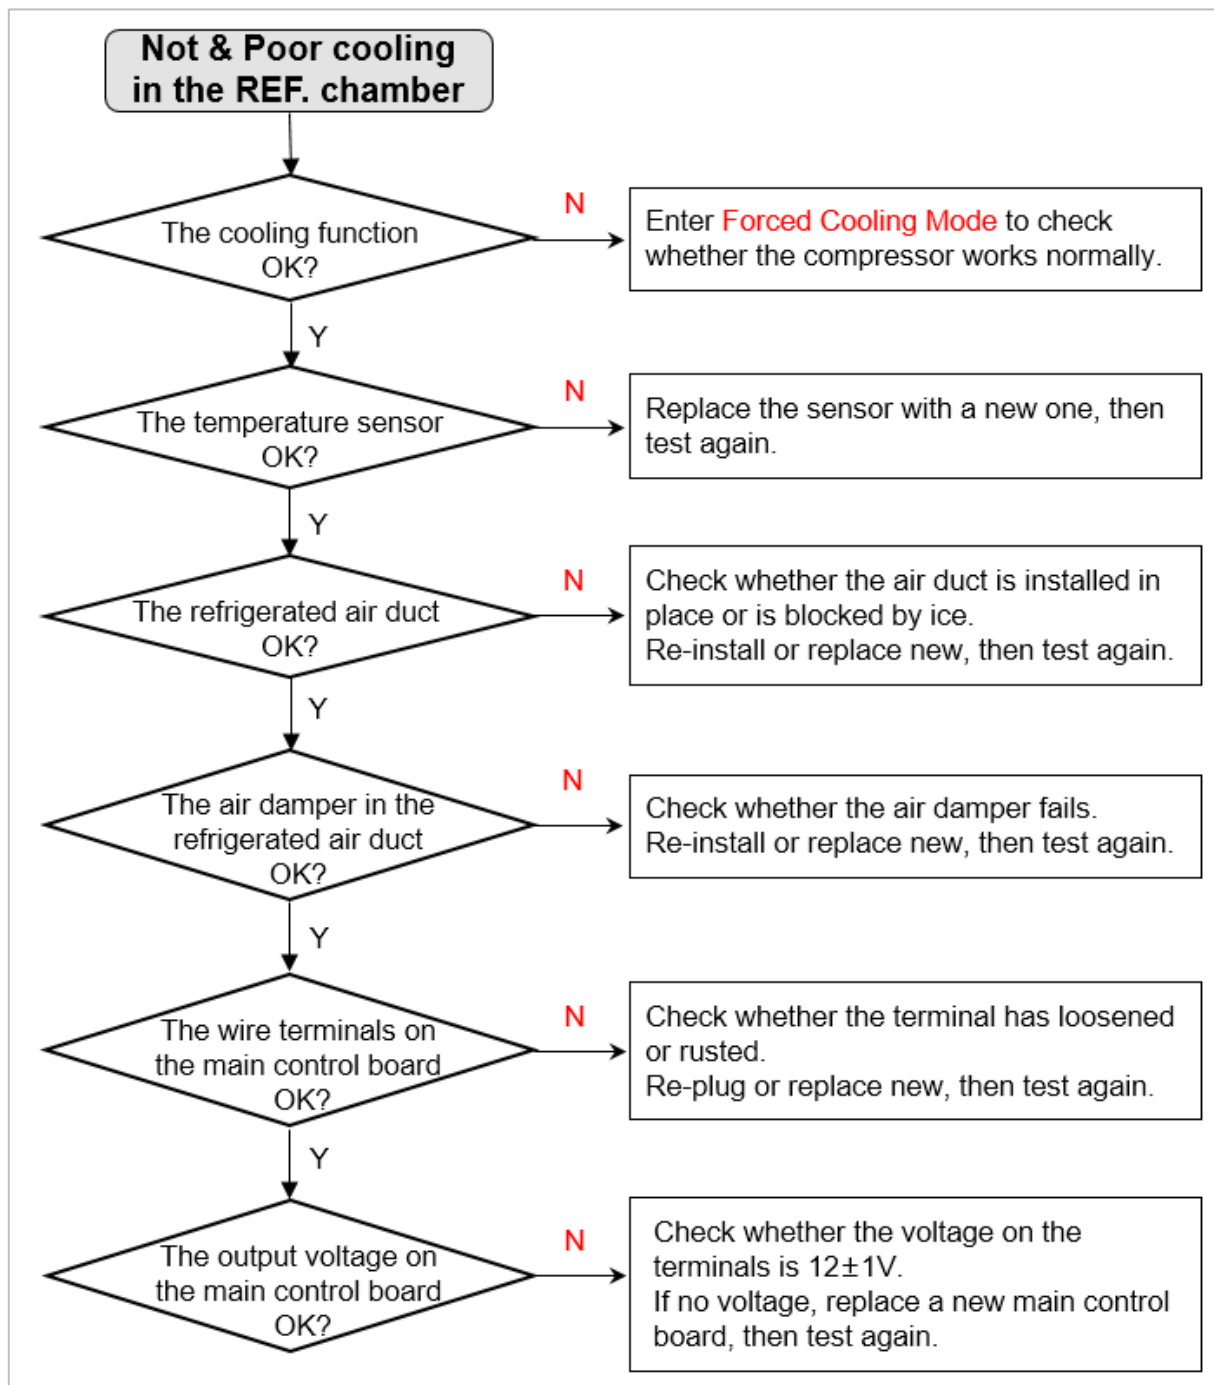 Not & Poor cooling
in the REF. chamber
The cooling function
OK?
N
Enter Forced Cooling Mode to check
whether the compressor works normally.
Y
The temperature sensor
OK?
N
Replace the sensor with a new one, then
test again.
Y
The refrigerated air duct
OK?
N
Check whether the air duct is installed in
place or is blocked by ice.
Re-install or replace new, then test again.
Y
The air damper in the
refrigerated air duct
OK?
N
Check whether the air damper fails.
Re-install or replace new, then test again.
Y
The wire terminals on
the main control board
OK?
N
Check whether the terminal has loosened
or rusted.
Re-plug or replace new, then test again.
Y
The output voltage on
the main control board
OK?
N
Check whether the voltage on the
terminals is 12±1V.
If no voltage, replace a new main control
board, then test again.